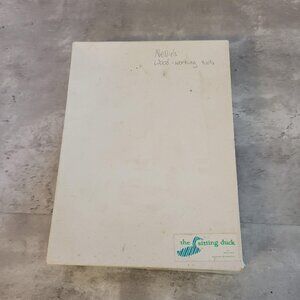 Nellie's
Wood-working tools
the sitting duck